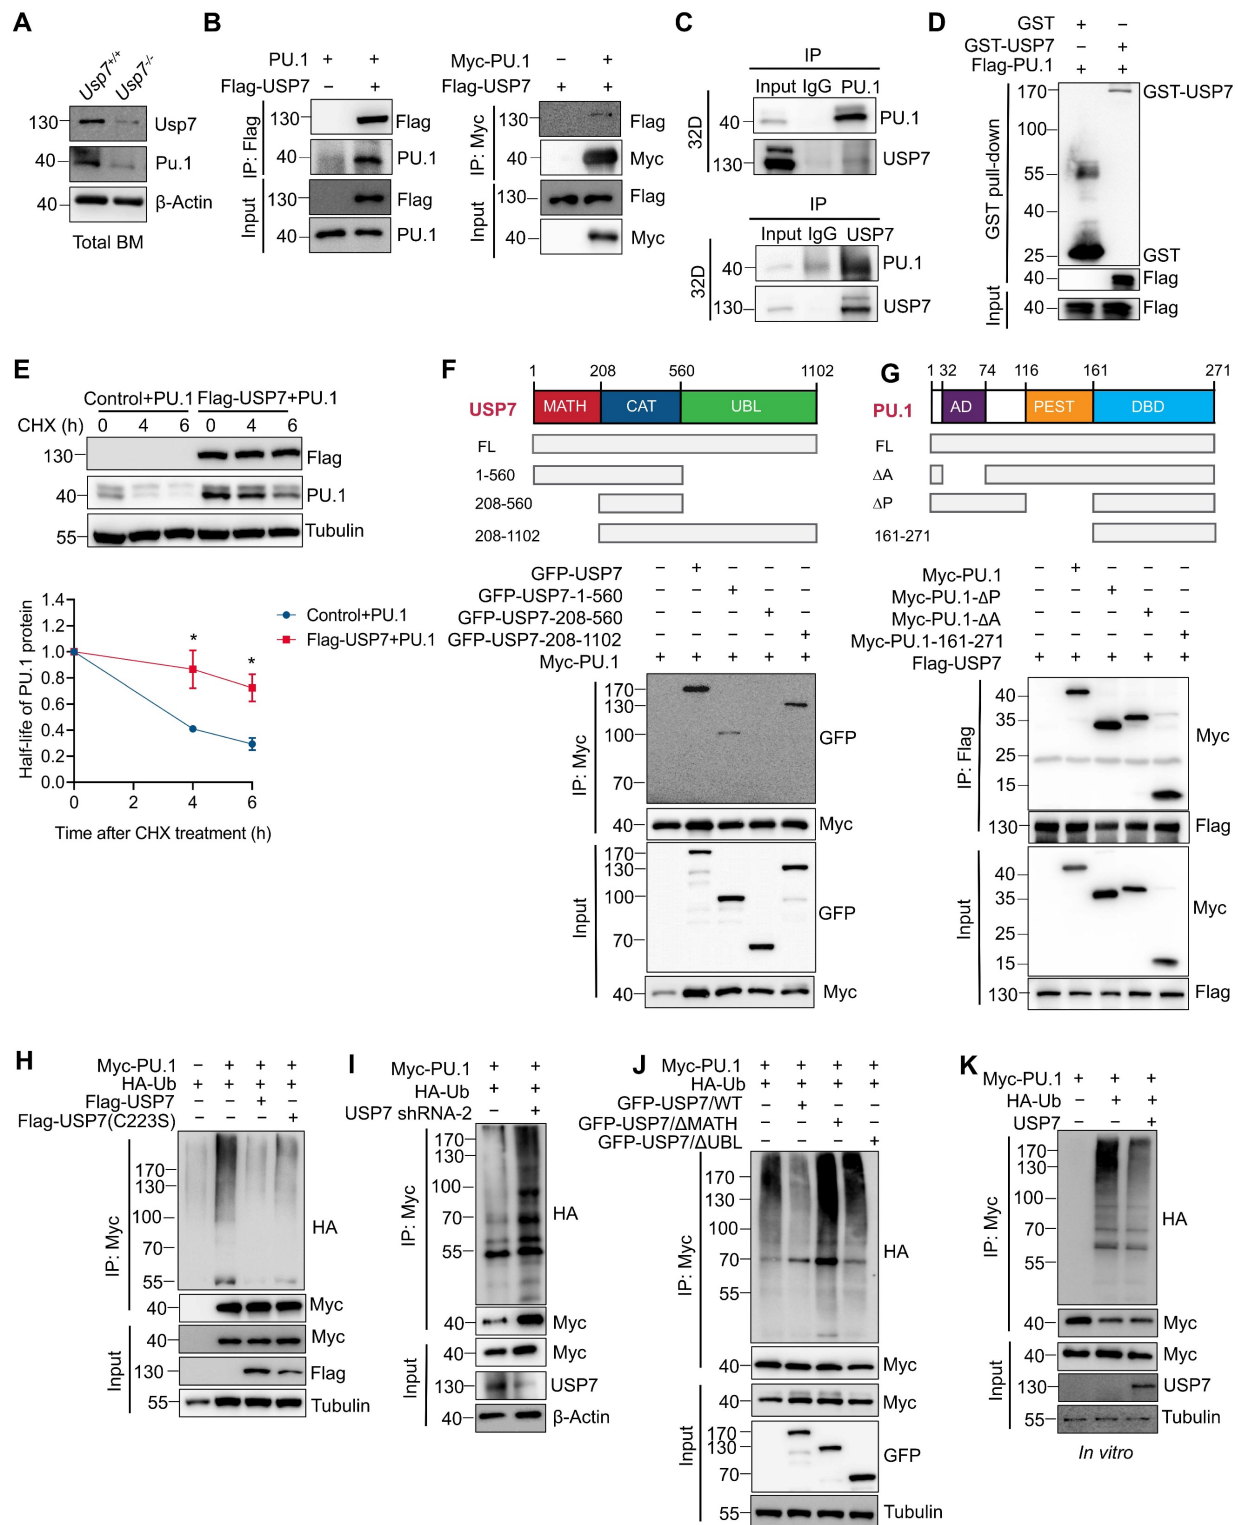 A
Usp7+/+ Usp7-/-
130 Usp7
40 Pu.1
40 β-Actin
Total BM
B
PU.1 + +
Flag-USP7 − +
IP: Flag
130 Flag
40 PU.1
Input
130 Flag
40 PU.1
Myc-PU.1 − +
Flag-USP7 + +
IP: Myc
130 Flag
40 Myc
Input
130 Flag
40 Myc
C
IP
Input IgG PU.1
32D
40 PU.1
130 USP7
IP
Input IgG USP7
32D
40 PU.1
130 USP7
D
GST + −
GST-USP7 − +
Flag-PU.1 + +
GST pull-down
170 GST-USP7
100
55
40
25 GST
40 Flag
Input
40 Flag
E
Control+PU.1 Flag-USP7+PU.1
CHX (h) 0 4 6 0 4 6
130 Flag
40 PU.1
55 Tubulin
Half-life of PU.1 protein
1.4
1.2
1.0
0.8
0.6
0.4
0.2
0.0
0 2 4 6
* *
Time after CHX treatment (h)
Control+PU.1
Flag-USP7+PU.1
F
1 208 560 1102
USP7 MATH CAT UBL
FL
1-560
208-560
208-1102
GFP-USP7 − + − − −
GFP-USP7-1-560 − − + − −
GFP-USP7-208-560 − − − + −
GFP-USP7-208-1102 − − − − +
Myc-PU.1 + + + + +
IP: Myc
170
130
100 GFP
70
40 Myc
Input
170
130
100 GFP
70
40 Myc
G
1 32 74 116 161 271
PU.1 AD PEST DBD
FL
ΔA
ΔP
161-271
Myc-PU.1 − + − − −
Myc-PU.1-ΔP − − + − −
Myc-PU.1-ΔA − − − + −
Myc-PU.1-161-271 − − − − +
Flag-USP7 + + + + +
IP: Flag
40
35 Myc
25
15
130 Flag
Input
40
35 Myc
25
15
130 Flag
H
Myc-PU.1 − + + +
HA-Ub + + + +
Flag-USP7 − − + −
Flag-USP7(C223S) − − − +
IP: Myc
170
130
100 HA
70
55
40 Myc
Input
40 Myc
130 Flag
55 Tubulin
I
Myc-PU.1 + +
HA-Ub + +
USP7 shRNA-2 − +
IP: Myc
170
130
100
70 HA
55
40 Myc
Input
40 Myc
130 USP7
40 β-Actin
J
Myc-PU.1 + + + + +
HA-Ub + + + + +
GFP-USP7/WT − + − −
GFP-USP7/ΔMATH − − + −
GFP-USP7/ΔUBL − − − +
IP: Myc
170
130
100
70 HA
55
40 Myc
Input
40 Myc
170
130 GFP
70
55 Tubulin
K
Myc-PU.1 + + +
HA-Ub − + +
USP7 − − +
IP: Myc
170
130
100
70 HA
55
40 Myc
Input
40 Myc
130 USP7
55 Tubulin
In vitro